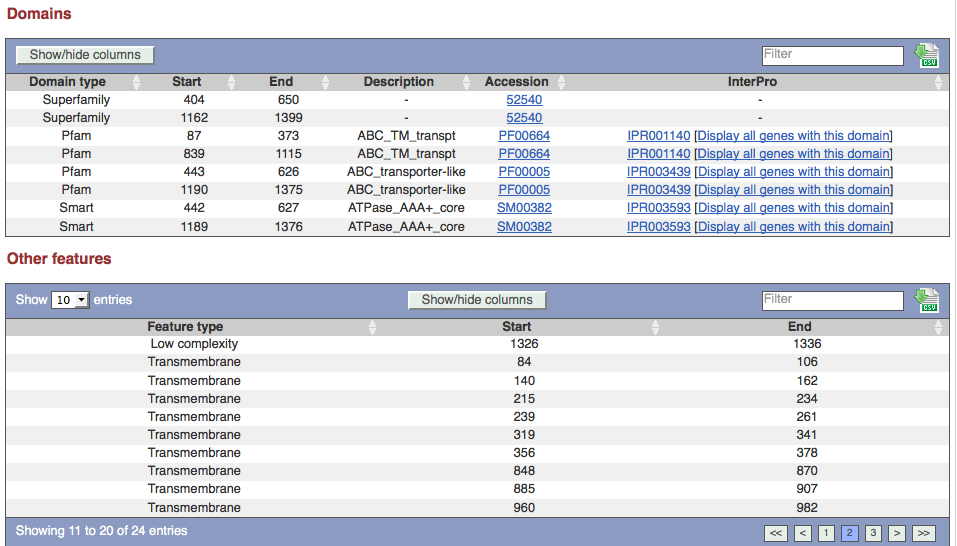 Domains
Show/hide columns Filter CSV
Domain type Start End Description Accession InterPro
Superfamily 404 650 - 52540 -
Superfamily 1162 1399 - 52540 -
Pfam 87 373 ABC_TM_transpt PF00664 IPR001140 [Display all genes with this domain]
Pfam 839 1115 ABC_TM_transpt PF00664 IPR001140 [Display all genes with this domain]
Pfam 443 626 ABC_transporter-like PF00005 IPR003439 [Display all genes with this domain]
Pfam 1190 1375 ABC_transporter-like PF00005 IPR003439 [Display all genes with this domain]
Smart 442 627 ATPase_AAA+_core SM00382 IPR003593 [Display all genes with this domain]
Smart 1189 1376 ATPase_AAA+_core SM00382 IPR003593 [Display all genes with this domain]
Other features
Show 10 entries Show/hide columns Filter CSV
Feature type Start End
Low complexity 1326 1336
Transmembrane 84 106
Transmembrane 140 162
Transmembrane 215 234
Transmembrane 239 261
Transmembrane 319 341
Transmembrane 356 378
Transmembrane 848 870
Transmembrane 885 907
Transmembrane 960 982
Showing 11 to 20 of 24 entries << < 1 2 3 > >>